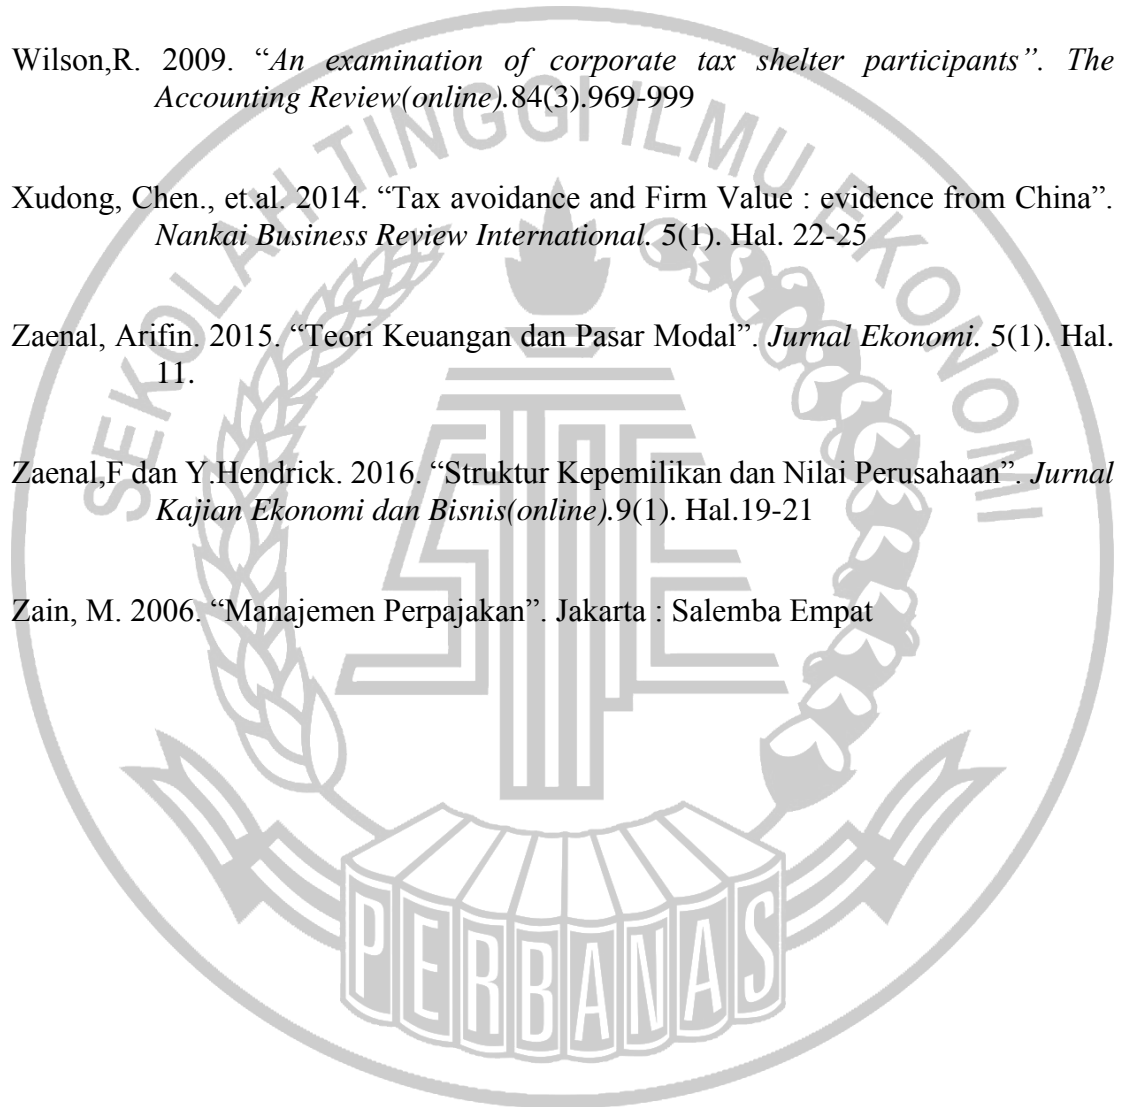 Wilson,R. 2009. “An examination of corporate tax shelter participants”. The
Accounting Review(online).84(3).969-999
Xudong, Chen., et.al. 2014. “Tax avoidance and Firm Value : evidence from China”.
Nankai Business Review International. 5(1). Hal. 22-25
Zaenal, Arifin. 2015. “Teori Keuangan dan Pasar Modal”. Jurnal Ekonomi. 5(1). Hal.
11.
Zaenal,F dan Y.Hendrick. 2016. “Struktur Kepemilikan dan Nilai Perusahaan”. Jurnal
Kajian Ekonomi dan Bisnis(online).9(1). Hal.19-21
Zain, M. 2006. “Manajemen Perpajakan”. Jakarta : Salemba Empat
SEKOLAH TINGGI ILMU EKONOMI
STIE
PERBANAS